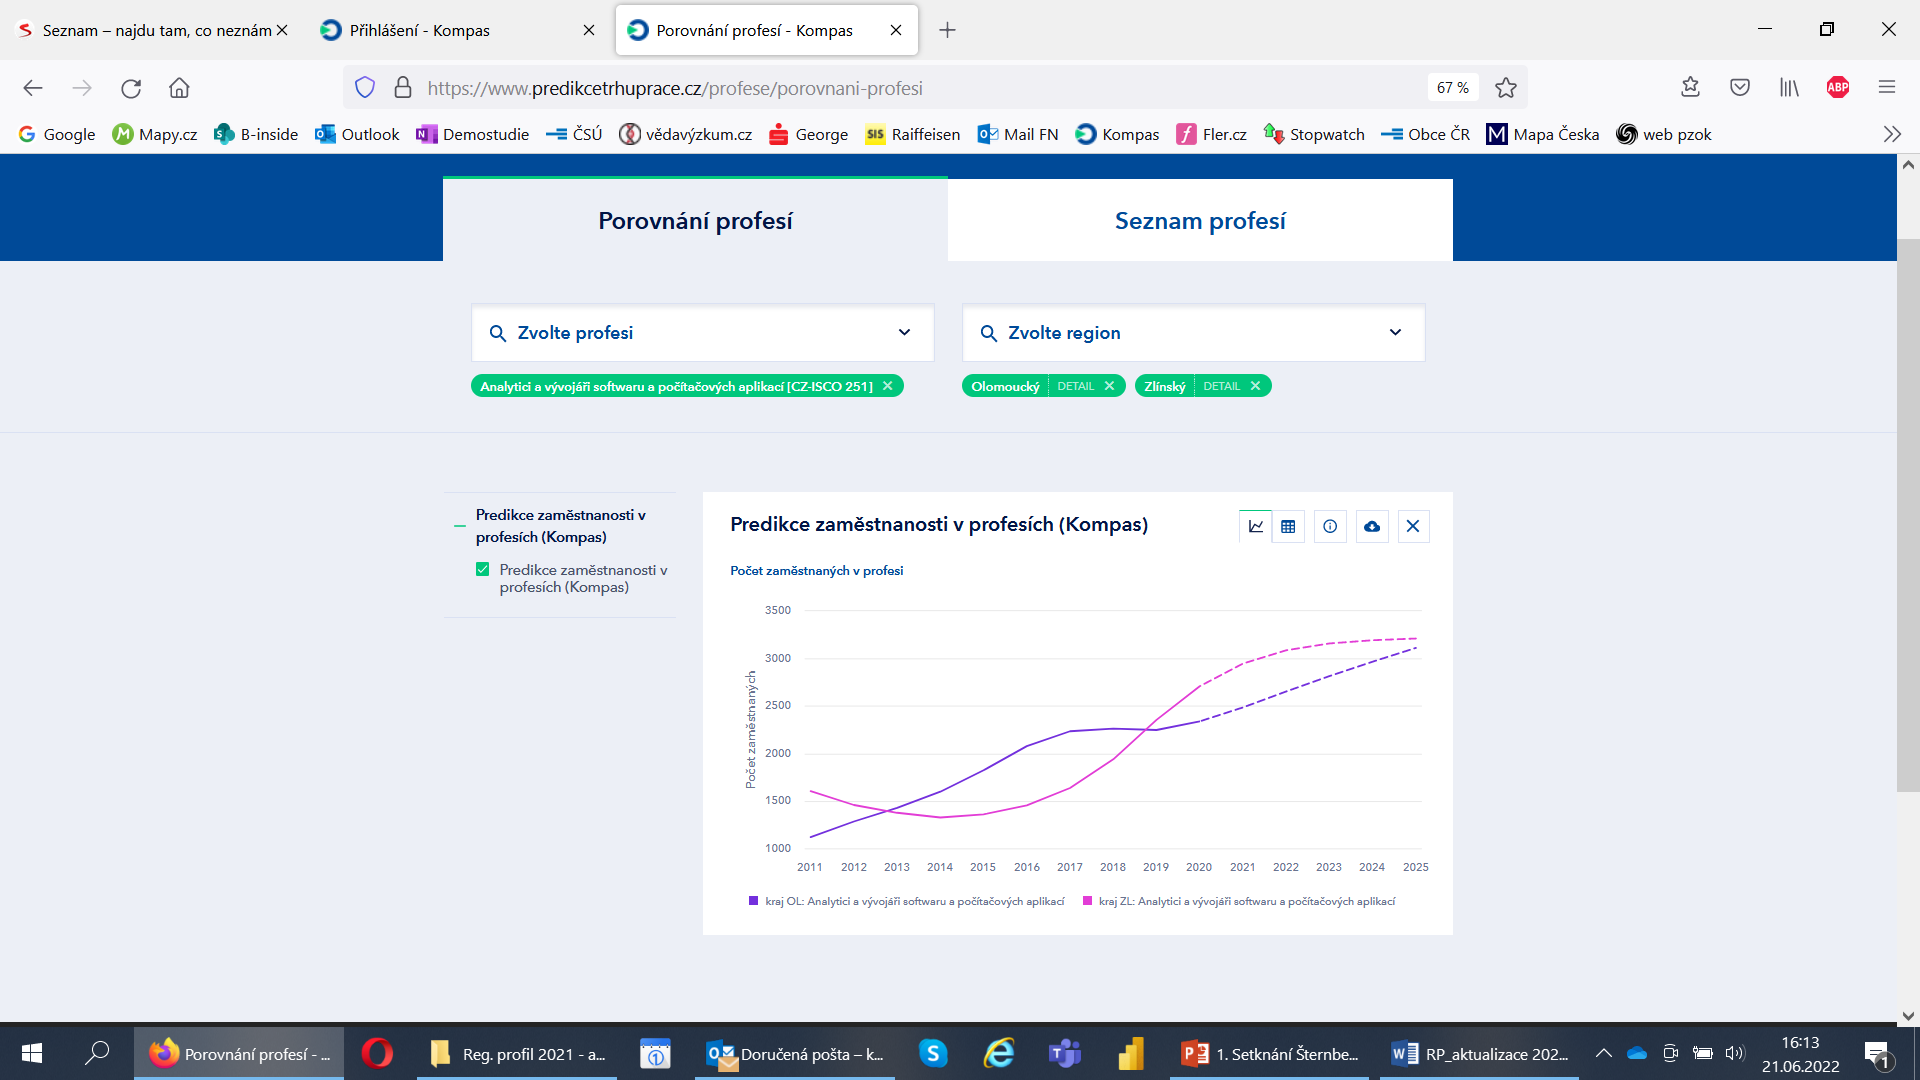 Seznam – najdu tam, co neznám
Přihlášení - Kompas
Porovnání profesí - Kompas
https://www.predikcetrhuprace.cz/profese/porovnani-profesi
67 %
ABP
Google
Mapy.cz
B-inside
Outlook
Demostudie
ČSÚ
vědavýzkum.cz
George
SIS
Raiffeisen
Mail FN
Kompas
Fler.cz
Stopwatch
Obce ČR
Mapa Česka
web pzok
Porovnání profesí
Seznam profesí
Zvolte profesi
Zvolte region
Analytici a vývojáři softwaru a počítačových aplikací [CZ-ISCO 251]
Olomoucký DETAIL
Zlínský DETAIL
Predikce zaměstnanosti v
profesích (Kompas)
Predikce zaměstnanosti v
profesích (Kompas)
Predikce zaměstnanosti v profesích (Kompas)
Počet zaměstnaných v profesi
Počet zaměstnaných
3500
3000
2500
2000
1500
1000
2011 2012 2013 2014 2015 2016 2017 2018 2019 2020 2021 2022 2023 2024 2025
kraj OL: Analytici a vývojáři softwaru a počítačových aplikací
kraj ZL: Analytici a vývojáři softwaru a počítačových aplikací
Porovnání profesí - ...
Reg. profil 2021 - a...
Doručená pošta – k...
1. Setknání Šternbe...
RP_aktualizace 202...
16:13
21.06.2022
1